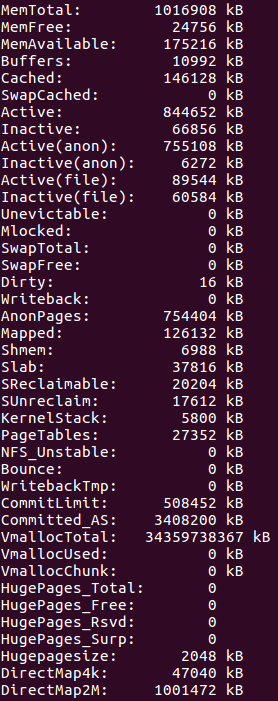 MemTotal: 1016908 kB
MemFree: 24756 kB
MemAvailable: 175216 kB
Buffers: 10992 kB
Cached: 146128 kB
SwapCached: 0 kB
Active: 844652 kB
Inactive: 66856 kB
Active(anon): 755108 kB
Inactive(anon): 6272 kB
Active(file): 89544 kB
Inactive(file): 60584 kB
Unevictable: 0 kB
Mlocked: 0 kB
SwapTotal: 0 kB
SwapFree: 0 kB
Dirty: 16 kB
Writeback: 0 kB
AnonPages: 754404 kB
Mapped: 126132 kB
Shmem: 6988 kB
Slab: 37816 kB
SReclaimable: 20204 kB
SUnreclaim: 17612 kB
KernelStack: 5800 kB
PageTables: 27352 kB
NFS_Unstable: 0 kB
Bounce: 0 kB
WritebackTmp: 0 kB
CommitLimit: 508452 kB
Committed_AS: 3408200 kB
VmallocTotal: 34359738367 kB
VmallocUsed: 0 kB
VmallocChunk: 0 kB
HugePages_Total: 0
HugePages_Free: 0
HugePages_Rsvd: 0
HugePages_Surp: 0
Hugepagesize: 2048 kB
DirectMap4k: 47040 kB
DirectMap2M: 1001472 kB